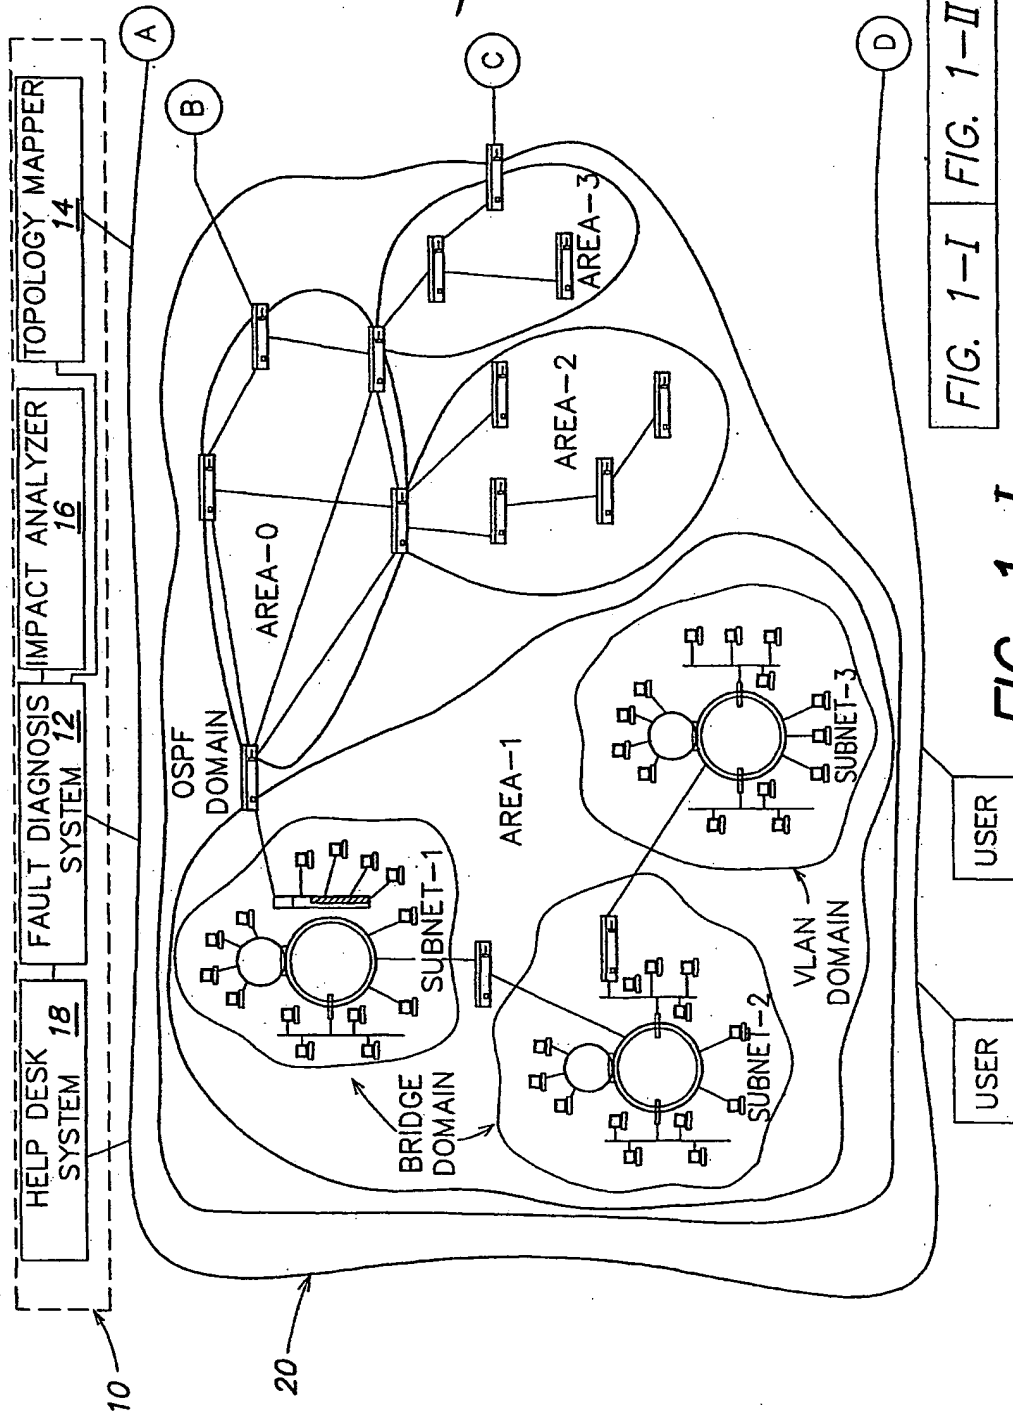 10
HELP DESK
SYSTEM 18
FAULT DIAGNOSIS
SYSTEM 12
IMPACT ANALYZER
16
TOPOLOGY MAPPER
14
A
B
C
D
20
OSPF
DOMAIN
AREA-0
AREA-1
AREA-2
AREA-3
SUBNET-1
BRIDGE
DOMAIN
SUBNET-2
SUBNET-3
VLAN
DOMAIN
USER
USER
FIG. 1-I
FIG. 1-I FIG. 1-II